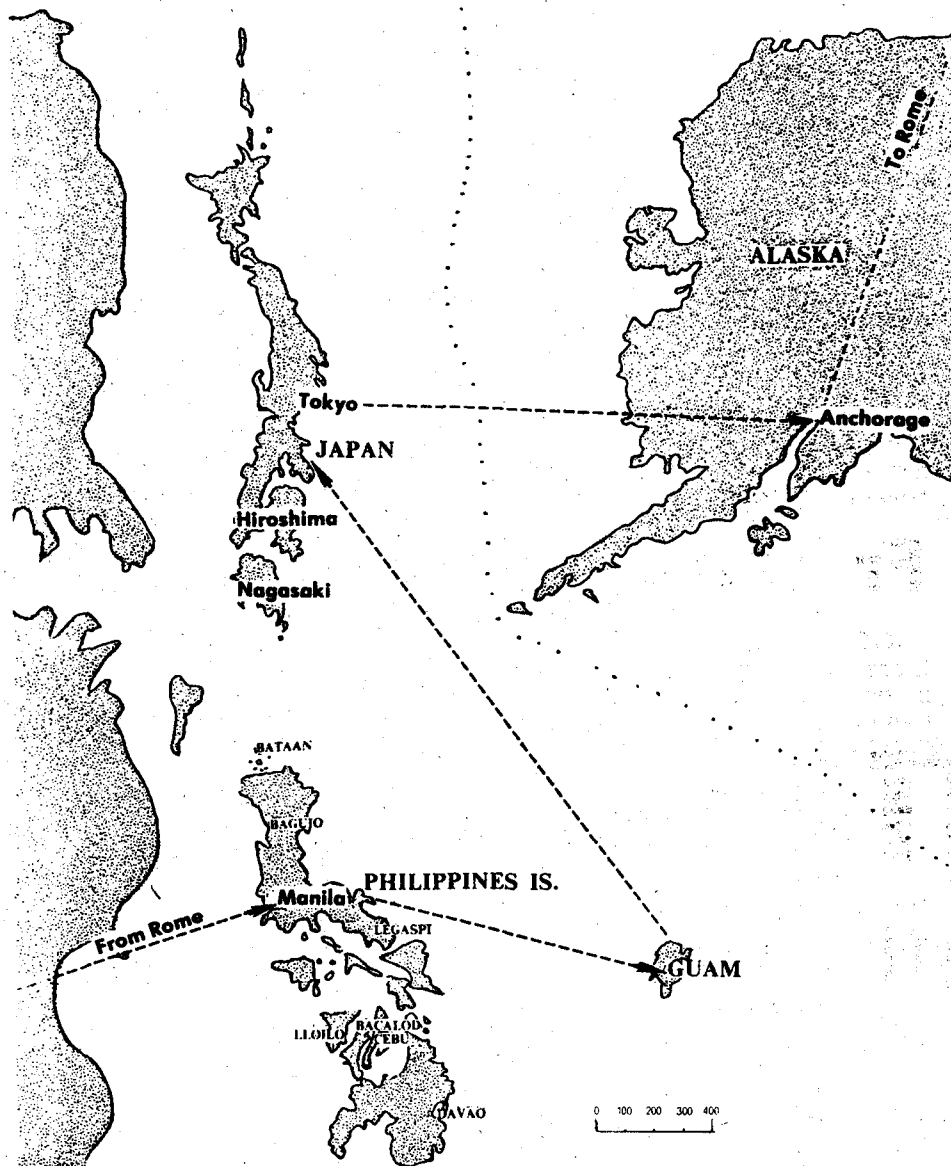 To Rome
ALASKA
Tokyo
Anchorage
JAPAN
Hiroshima
Nagasaki
BATAAN
BAGUJO
PHILIPPINES IS.
Manila
LEGASPI
From Rome
GUAM
LLOILO
BACALOD
CEBU
DAVAO
0 100 200 300 400